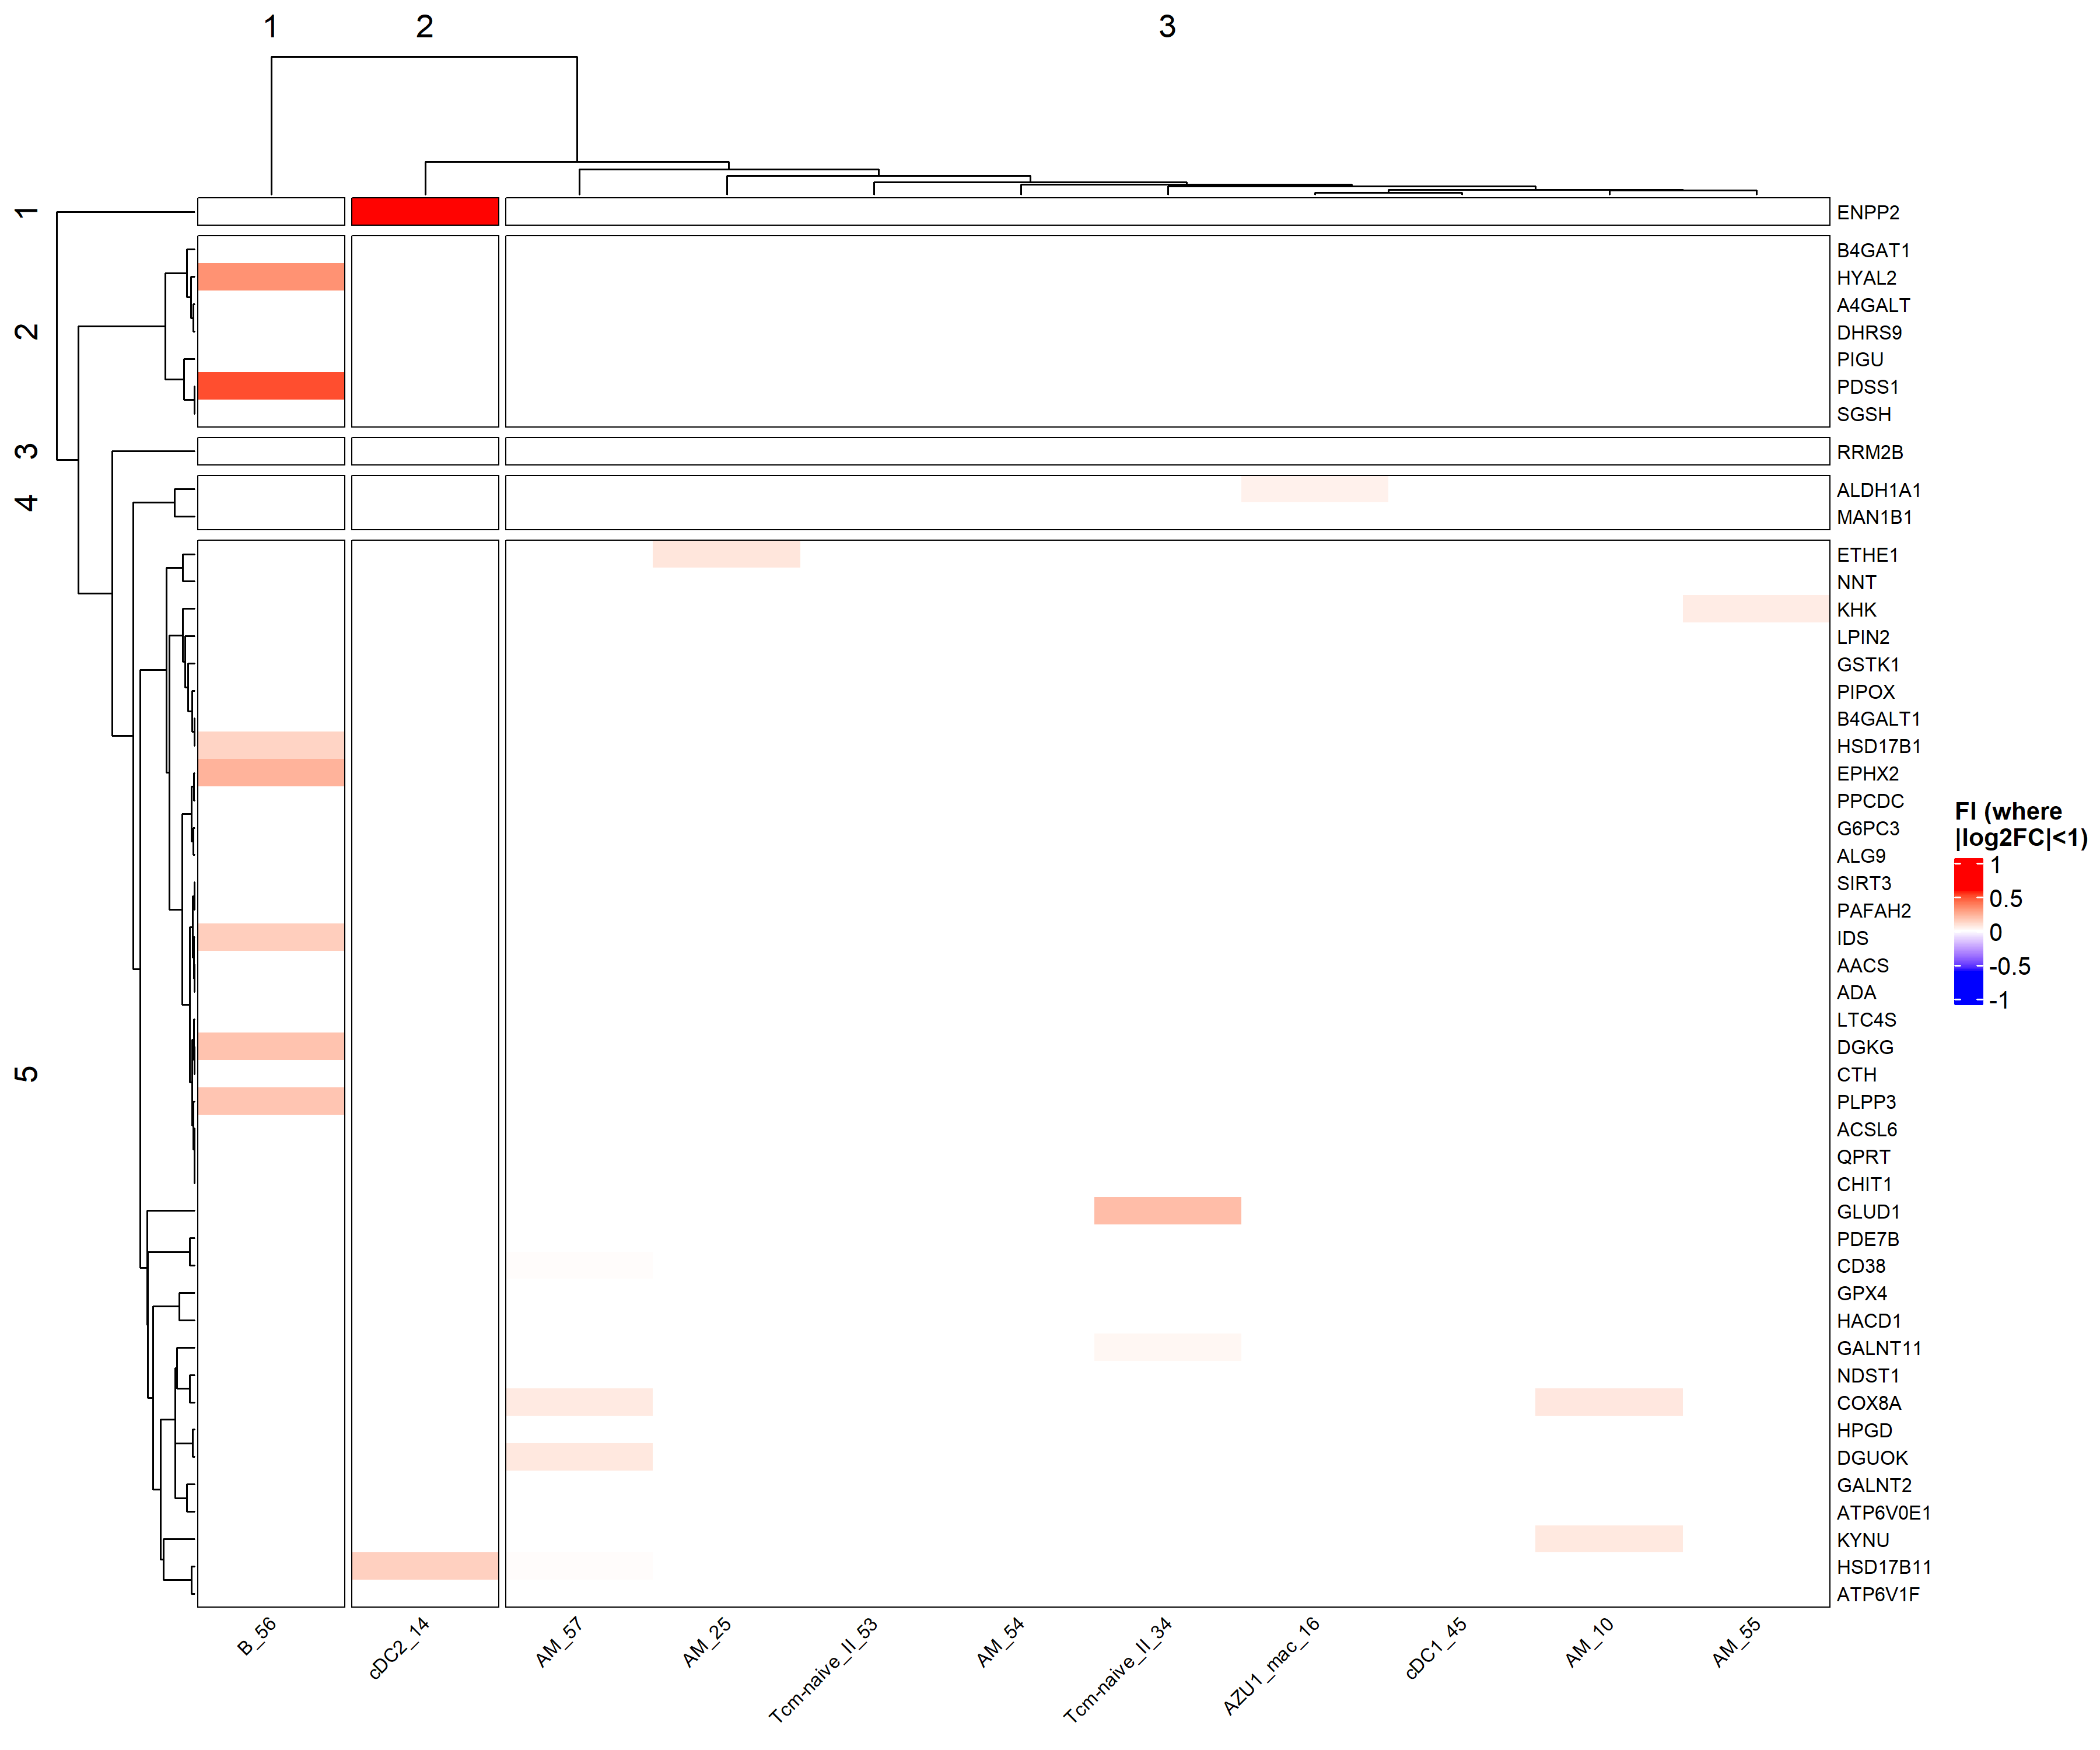 1
2
3
1
2
3
4
5
ENPP2
B4GAT1
HYAL2
A4GALT
DHRS9
PIGU
PDSS1
SGSH
RRM2B
ALDH1A1
MAN1B1
ETHE1
NNT
KHK
LPIN2
GSTK1
PIPOX
B4GALT1
HSD17B1
EPHX2
PPCDC
G6PC3
ALG9
SIRT3
PAFAH2
IDS
AACS
ADA
LTC4S
DGKG
CTH
PLPP3
ACSL6
QPRT
CHIT1
GLUD1
PDE7B
CD38
GPX4
HACD1
GALNT11
NDST1
COX8A
HPGD
DGUOK
GALNT2
ATP6V0E1
KYNU
HSD17B11
ATP6V1F
B_56
cDC2_14
AM_57
AM_25
Tcm-naive_II_53
AM_54
Tcm-naive_II_34
AZU1_mac_16
cDC1_45
AM_10
AM_55
FI (where
|log2FC|<1)
1
0.5
0
-0.5
-1